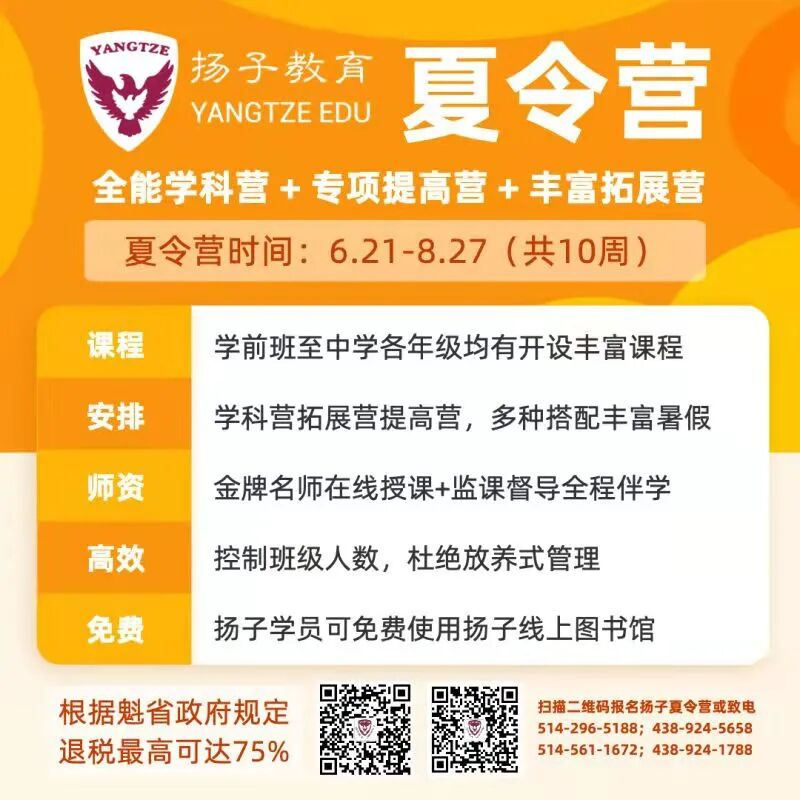 YANGTZE
扬子教育
YANGTZE EDU
夏令营
全能学科营 + 专项提高营 + 丰富拓展营
夏令营时间：6.21-8.27（共10周）
课程 学前班至中学各年级均有开设丰富课程
安排 学科营拓展营提高营，多种搭配丰富暑假
师资 金牌名师在线授课+监课督导全程伴学
高效 控制班级人数，杜绝放养式管理
免费 扬子学员可免费使用扬子线上图书馆
根据魁省政府规定
退税最高可达75%
扫描二维码报名扬子夏令营或致电
514-296-5188；438-924-5658
514-561-1672；438-924-1788